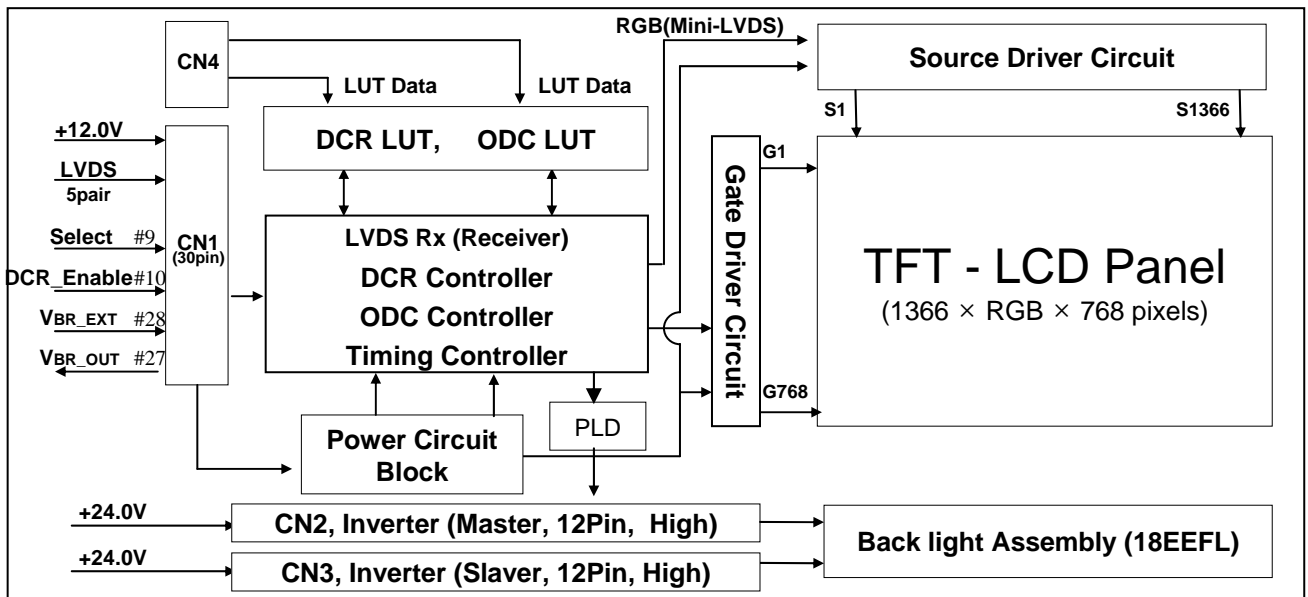 RGB(Mini-LVDS)
CN4
Source Driver Circuit
LUT Data
LUT Data
S1
S1366
+12.0V
DCR LUT, ODC LUT
LVDS
5pair
G1
Select #9
CN1
(30pin)
LVDS Rx (Receiver)
DCR_Enable#10
DCR Controller
VBR_EXT #28
ODC Controller
VBR_OUT #27
Timing Controller
Gate Driver Circuit
TFT - LCD Panel
(1366 × RGB × 768 pixels)
G768
PLD
Power Circuit
Block
+24.0V
CN2, Inverter (Master, 12Pin, High)
Back light Assembly (18EEFL)
+24.0V
CN3, Inverter (Slaver, 12Pin, High)